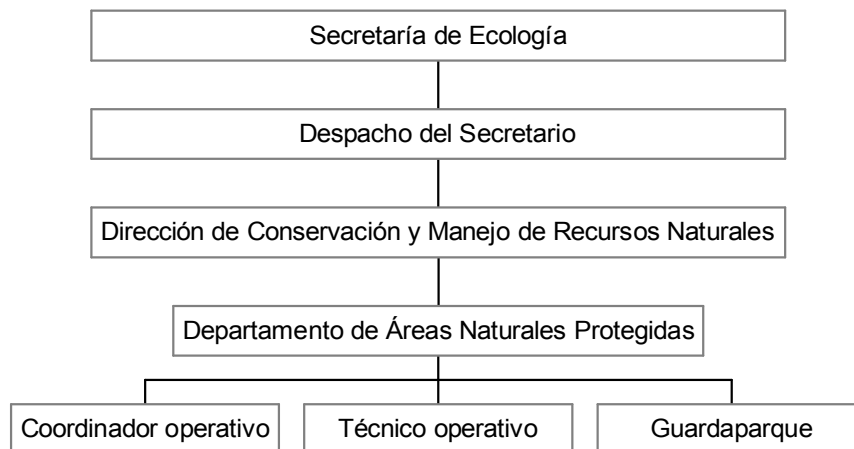 Secretaría de Ecología
Despacho del Secretario
Dirección de Conservación y Manejo de Recursos Naturales
Departamento de Áreas Naturales Protegidas
Coordinador operativo
Técnico operativo
Guardaparque